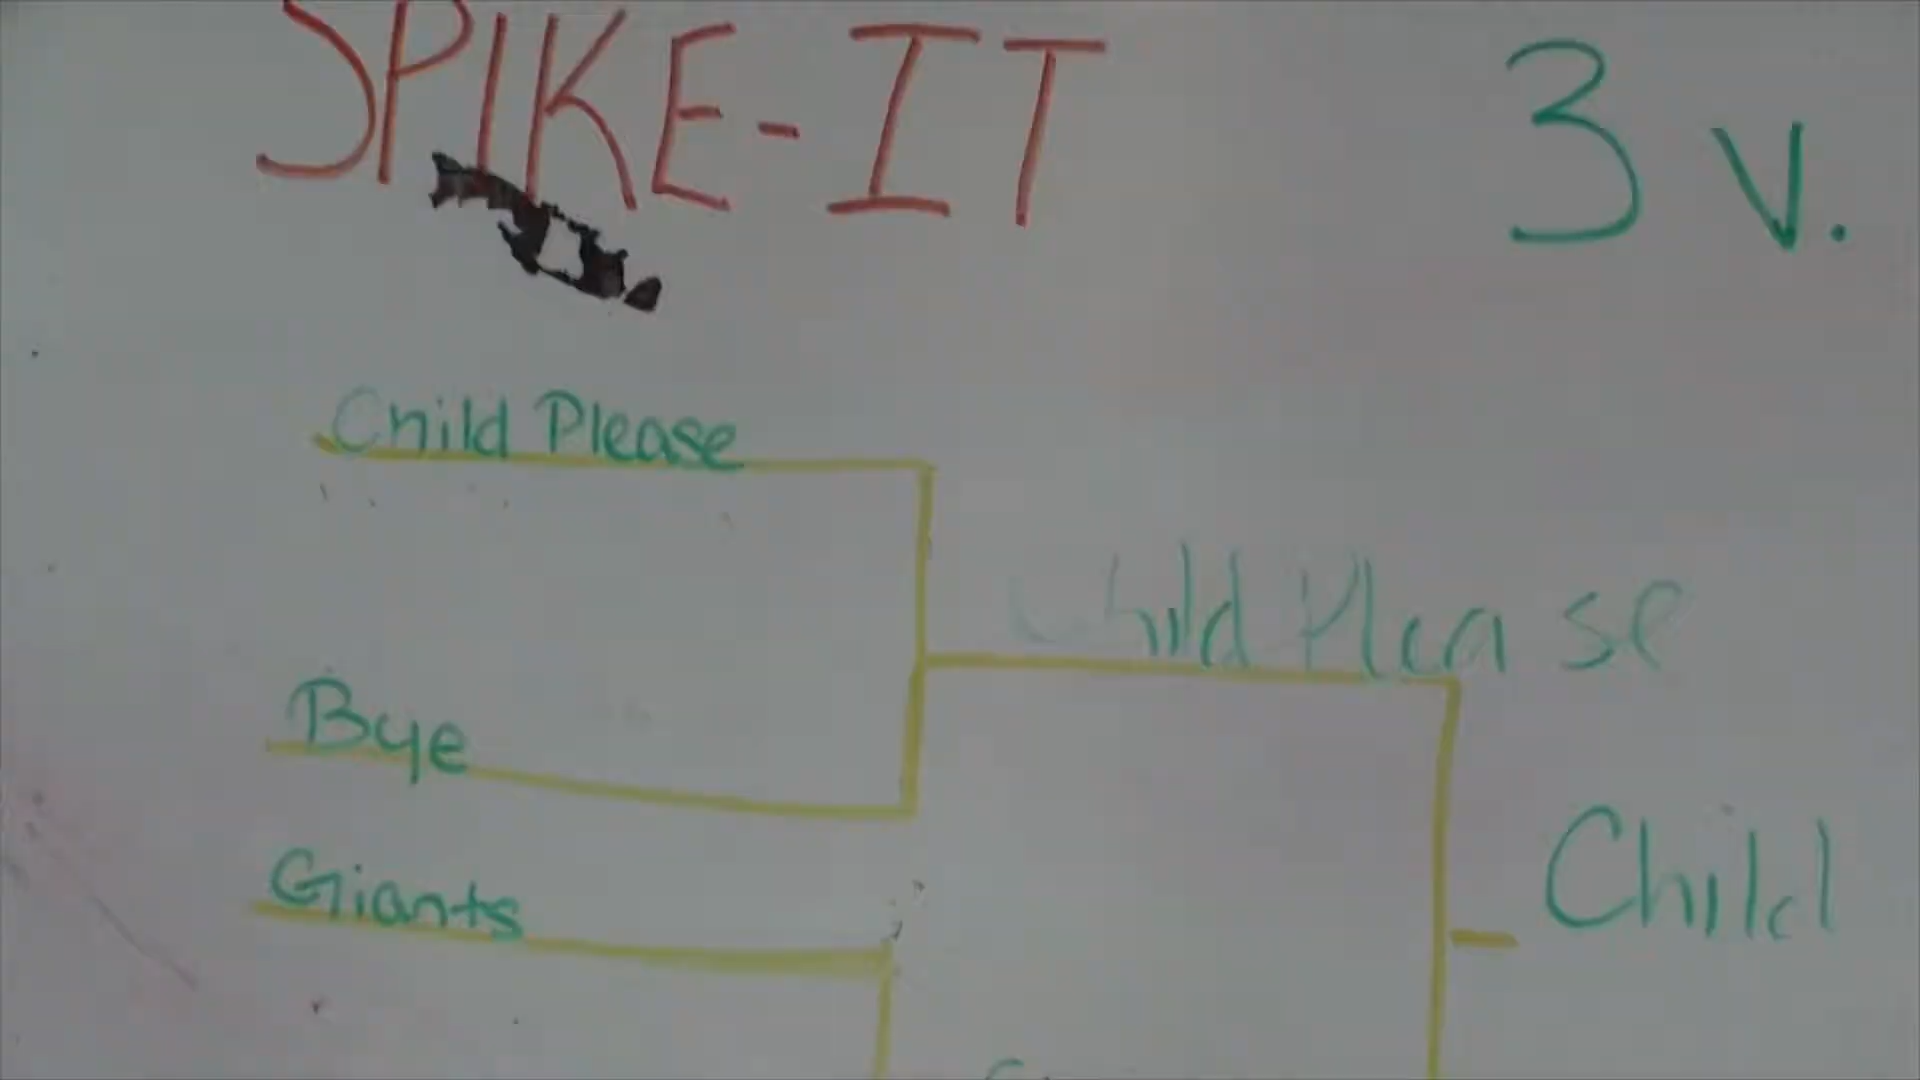 SPIKE-IT
3 v.
Child Please
Child Please
Bye
Child
Giants